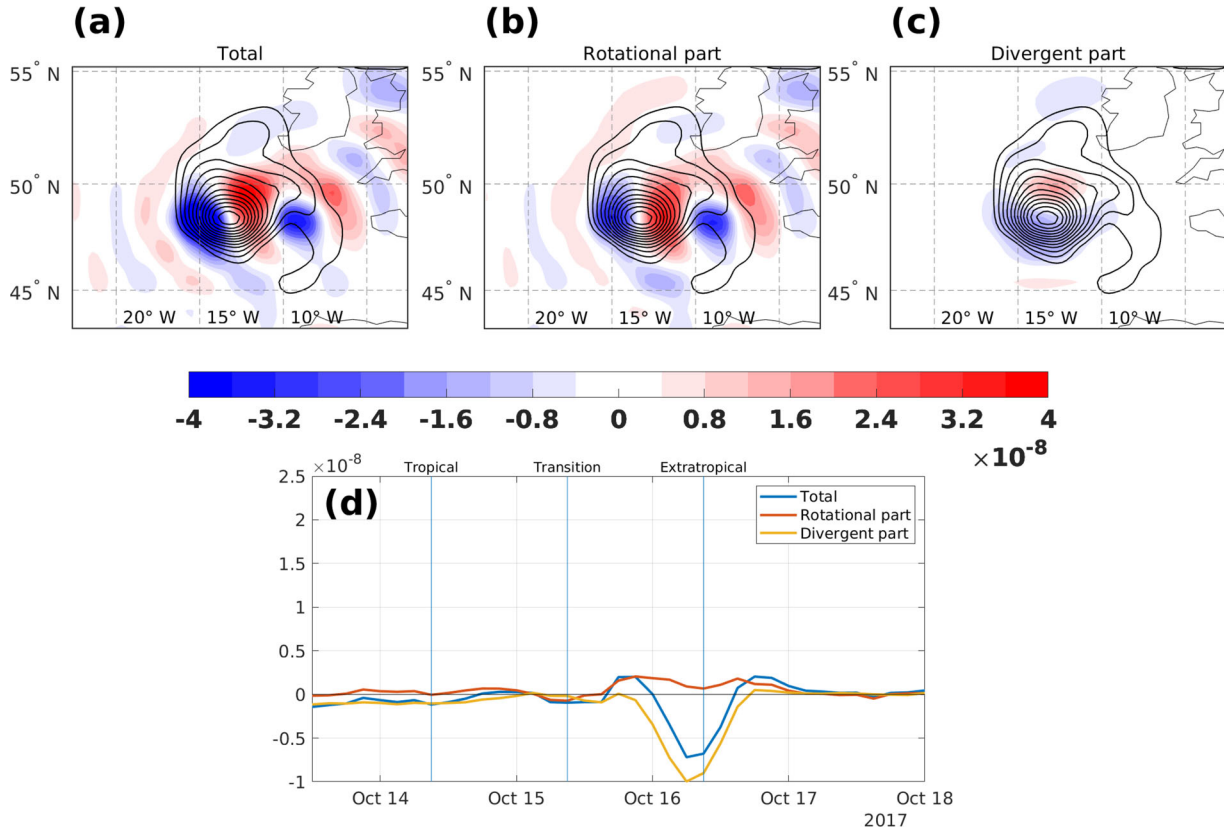 (a) (b) (c)
Total Rotational part Divergent part
55° N 55° N 55° N
50° N 50° N 50° N
45° N 45° N 45° N
20° W 15° W 10° W 20° W 15° W 10° W 20° W 15° W 10° W
-4 -3.2 -2.4 -1.6 -0.8 0 0.8 1.6 2.4 3.2 4
×10-8
×10-8 Tropical Transition Extratropical
(d)
2.5
2
1.5
1
0.5
0
-0.5
-1
Total
Rotational part
Divergent part
Oct 14 Oct 15 Oct 16 Oct 17 Oct 18
2017